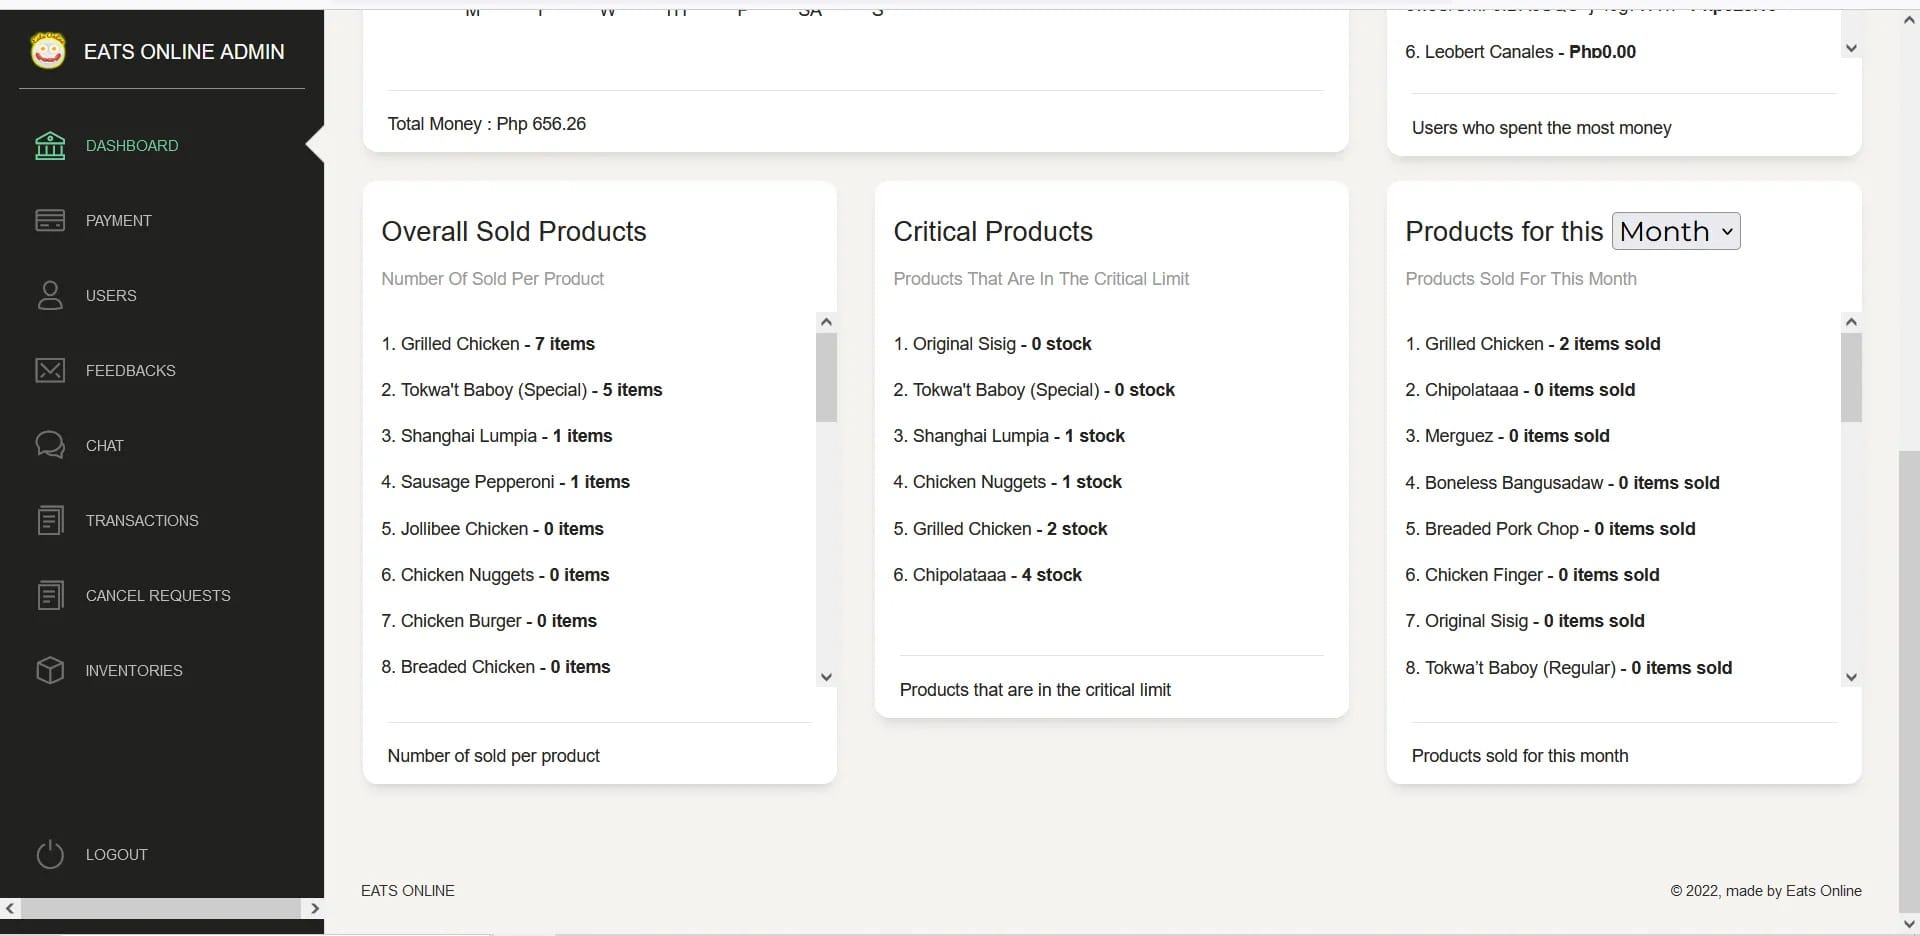 EATS ONLINE ADMIN
DASHBOARD
PAYMENT
USERS
FEEDBACKS
CHAT
TRANSACTIONS
CANCEL REQUESTS
INVENTORIES
LOGOUT
M T W TH F SA S
Total Money : Php 656.26
6. Leobert Canales - Php0.00
Users who spent the most money
Overall Sold Products
Number Of Sold Per Product
1. Grilled Chicken - 7 items
2. Tokwa't Baboy (Special) - 5 items
3. Shanghai Lumpia - 1 items
4. Sausage Pepperoni - 1 items
5. Jollibee Chicken - 0 items
6. Chicken Nuggets - 0 items
7. Chicken Burger - 0 items
8. Breaded Chicken - 0 items
Number of sold per product
Critical Products
Products That Are In The Critical Limit
1. Original Sisig - 0 stock
2. Tokwa't Baboy (Special) - 0 stock
3. Shanghai Lumpia - 1 stock
4. Chicken Nuggets - 1 stock
5. Grilled Chicken - 2 stock
6. Chipolataaa - 4 stock
Products that are in the critical limit
Products for this Month
Products Sold For This Month
1. Grilled Chicken - 2 items sold
2. Chipolataaa - 0 items sold
3. Merguez - 0 items sold
4. Boneless Bangusadaw - 0 items sold
5. Breaded Pork Chop - 0 items sold
6. Chicken Finger - 0 items sold
7. Original Sisig - 0 items sold
8. Tokwa’t Baboy (Regular) - 0 items sold
Products sold for this month
EATS ONLINE
© 2022, made by Eats Online